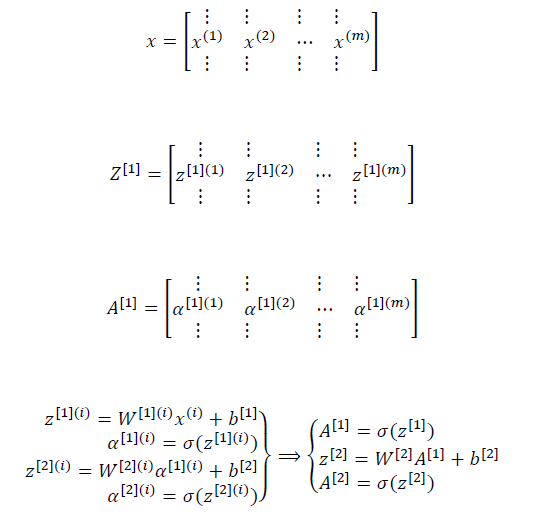 x = [ ⋮ ⋮ ⋮ ⋮
x^{(1)} x^{(2)} … x^{(m)}
⋮ ⋮ ⋮ ⋮ ]
Z^{[1]} = [ ⋮ ⋮ ⋮ ⋮
z^{[1](1)} z^{[1](2)} … z^{[1](m)}
⋮ ⋮ ⋮ ⋮ ]
A^{[1]} = [ ⋮ ⋮ ⋮ ⋮
α^{[1](1)} α^{[1](2)} … α^{[1](m)}
⋮ ⋮ ⋮ ⋮ ]
z^{[1](i)} = W^{[1](i)}x^{(i)} + b^{[1]}
α^{[1](i)} = σ(z^{[1](i)})
z^{[2](i)} = W^{[2](i)}α^{[1](i)} + b^{[2]}
α^{[2](i)} = σ(z^{[2](i)})
} ⟹ {
A^{[1]} = σ(z^{[1]})
z^{[2]} = W^{[2]}A^{[1]} + b^{[2]}
A^{[2]} = σ(z^{[2]})